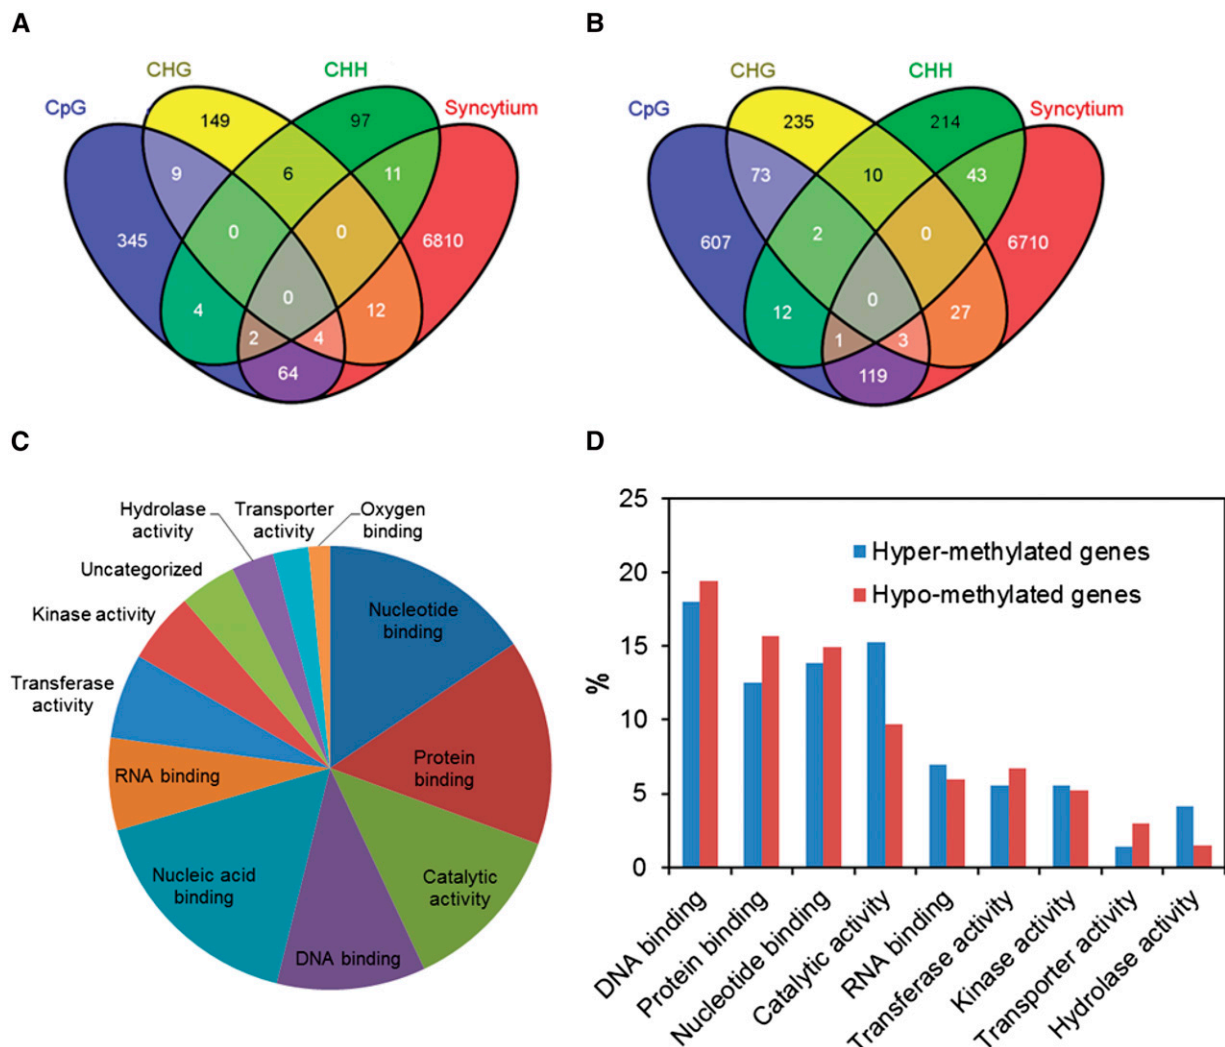 A
CHG
CHH
CpG
Syncytium
149
97
9
6
11
345
0
0
6810
4
0
12
2
4
64
B
CHG
CHH
CpG
Syncytium
235
214
73
10
43
607
2
0
6710
12
0
27
1
3
119
C
Hydrolase
activity
Transporter
activity
Oxygen
binding
Uncategorized
Kinase activity
Transferase
activity
RNA binding
Nucleic acid
binding
DNA binding
Catalytic
activity
Protein
binding
Nucleotide
binding
D
25
20
15
10
5
0
%
Hyper-methylated genes
Hypo-methylated genes
DNA binding
Protein binding
Nucleotide binding
Catalytic activity
RNA binding
Transferase activity
Kinase activity
Transporter activity
Hydrolase activity